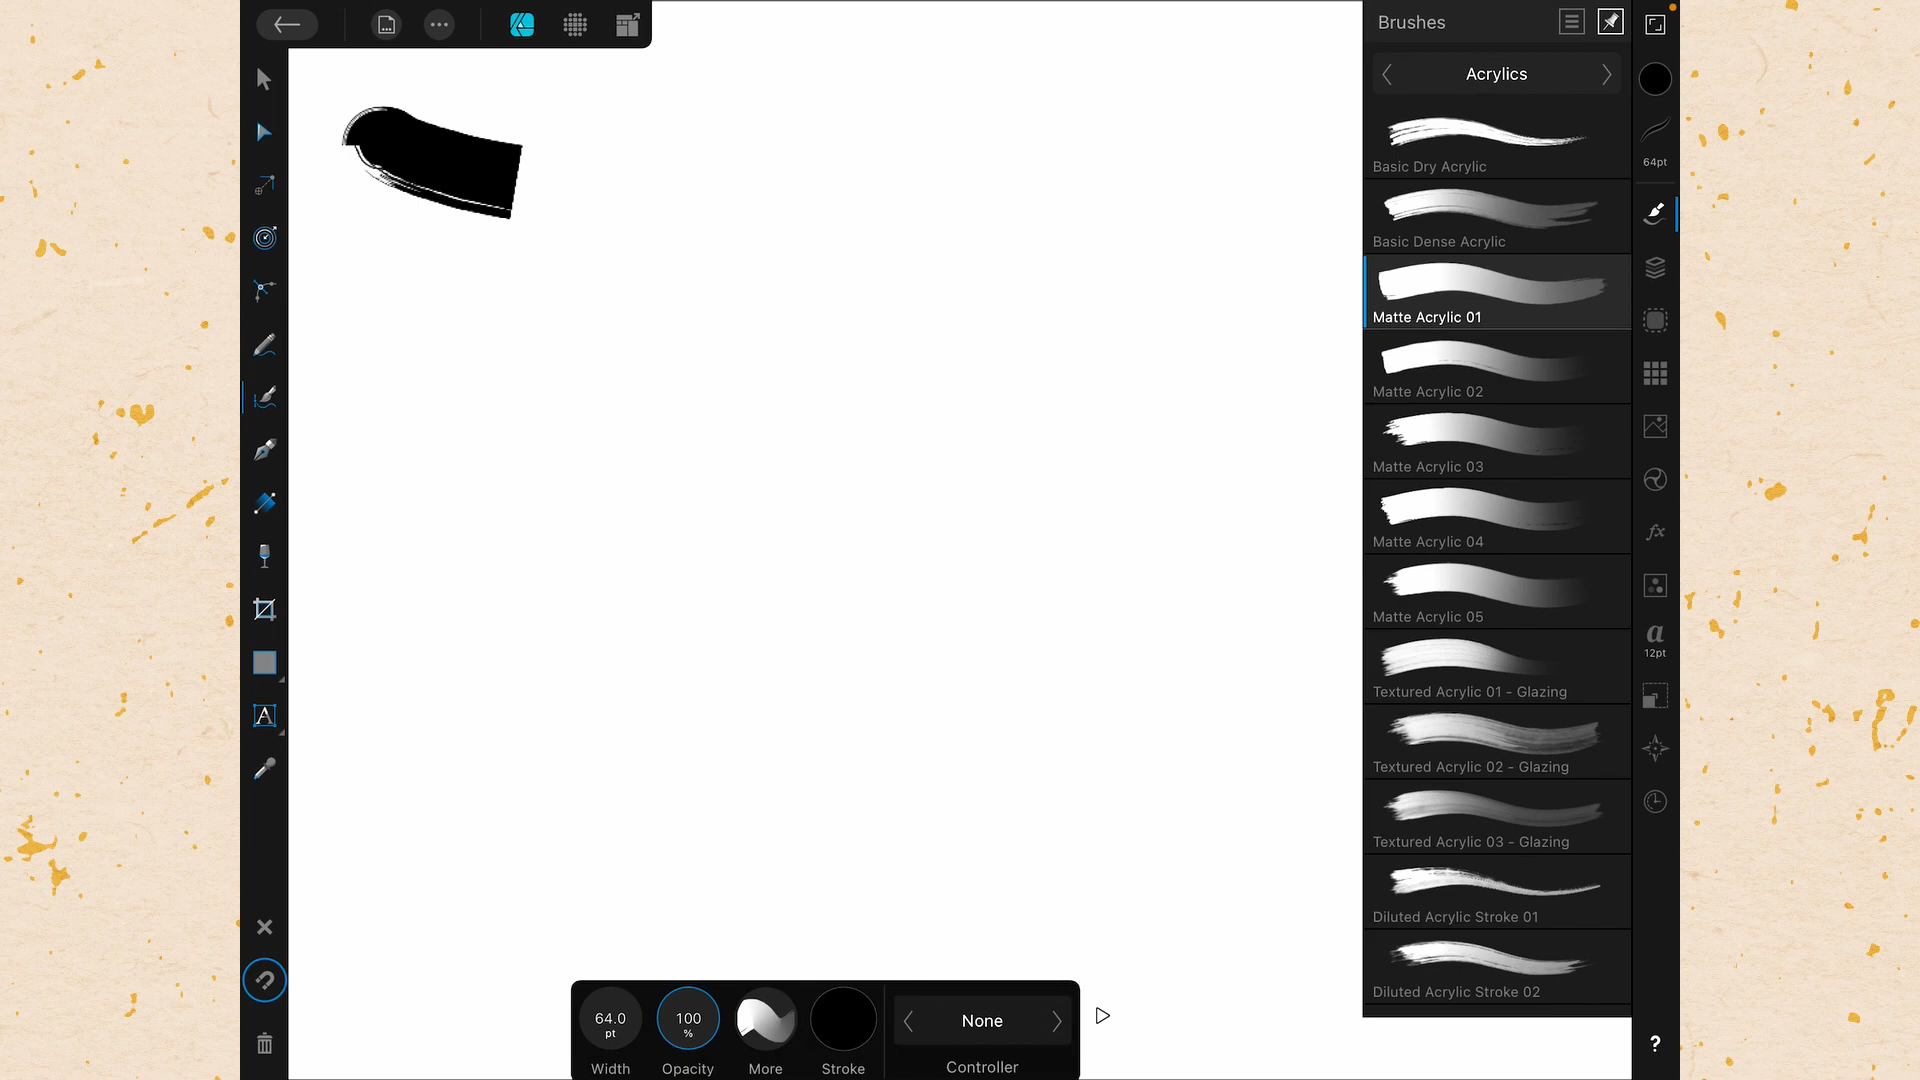 Brushes
Acrylics
Basic Dry Acrylic
Basic Dense Acrylic
Matte Acrylic 01
Matte Acrylic 02
Matte Acrylic 03
Matte Acrylic 04
Matte Acrylic 05
Textured Acrylic 01 - Glazing
Textured Acrylic 02 - Glazing
Textured Acrylic 03 - Glazing
Diluted Acrylic Stroke 01
Diluted Acrylic Stroke 02
64pt
fx
a
12pt
?
A
64.0
pt
Width
100
%
Opacity
More
Stroke
None
Controller